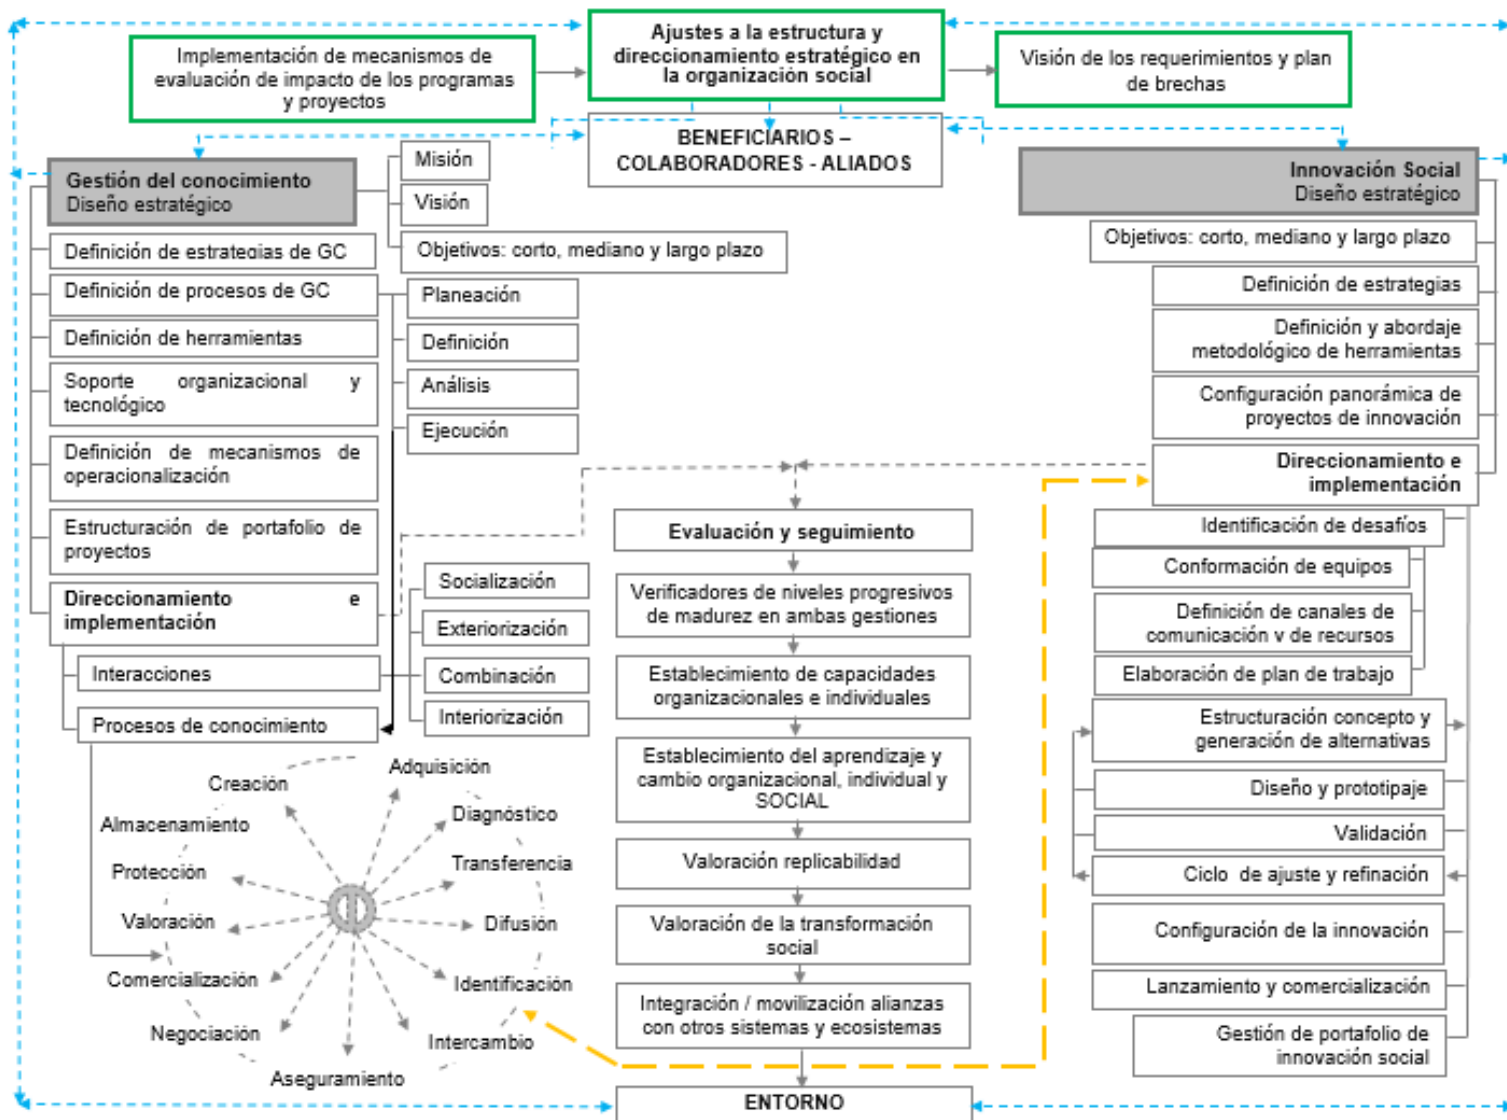 Implementación de mecanismos de
evaluación de impacto de los programas
y proyectos
Ajustes a la estructura y
direccionamiento estratégico en
la organización social
Visión de los requerimientos y plan
de brechas
BENEFICIARIOS –
COLABORADORES - ALIADOS
Gestión del conocimiento
Diseño estratégico
Misión
Visión
Objetivos: corto, mediano y largo plazo
Definición de estrategias de GC
Definición de procesos de GC
Definición de herramientas
Soporte organizacional y
tecnológico
Definición de mecanismos de
operacionalización
Estructuración de portafolio de
proyectos
Direccionamiento e
implementación
Interacciones
Procesos de conocimiento
Planeación
Definición
Análisis
Ejecución
Socialización
Exteriorización
Combinación
Interiorización
Creación
Adquisición
Almacenamiento
Diagnóstico
Protección
Transferencia
Valoración
Difusión
Comercialización
Identificación
Negociación
Intercambio
Aseguramiento
Evaluación y seguimiento
Verificadores de niveles progresivos
de madurez en ambas gestiones
Establecimiento de capacidades
organizacionales e individuales
Establecimiento del aprendizaje y
cambio organizacional, individual y
SOCIAL
Valoración replicabilidad
Valoración de la transformación
social
Integración / movilización alianzas
con otros sistemas y ecosistemas
ENTORNO
Innovación Social
Diseño estratégico
Objetivos: corto, mediano y largo plazo
Definición de estrategias
Definición y abordaje
metodológico de herramientas
Configuración panorámica de
proyectos de innovación
Direccionamiento e
implementación
Identificación de desafíos
Conformación de equipos
Definición de canales de
comunicación y de recursos
Elaboración de plan de trabajo
Estructuración concepto y
generación de alternativas
Diseño y prototipaje
Validación
Ciclo de ajuste y refinación
Configuración de la innovación
Lanzamiento y comercialización
Gestión de portafolio de
innovación social